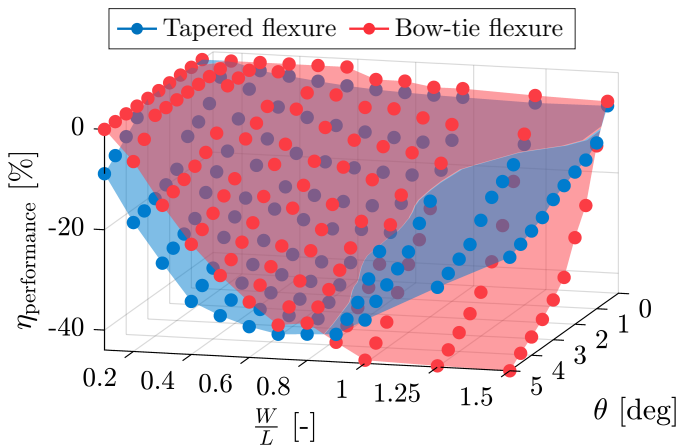 Tapered flexure Bow-tie flexure
0
-20
-40
η_performance [%]
0.2 0.4 0.6 0.8 1 1.25 1.5
W/L [-]
0
1
2
3
4
5
θ [deg]